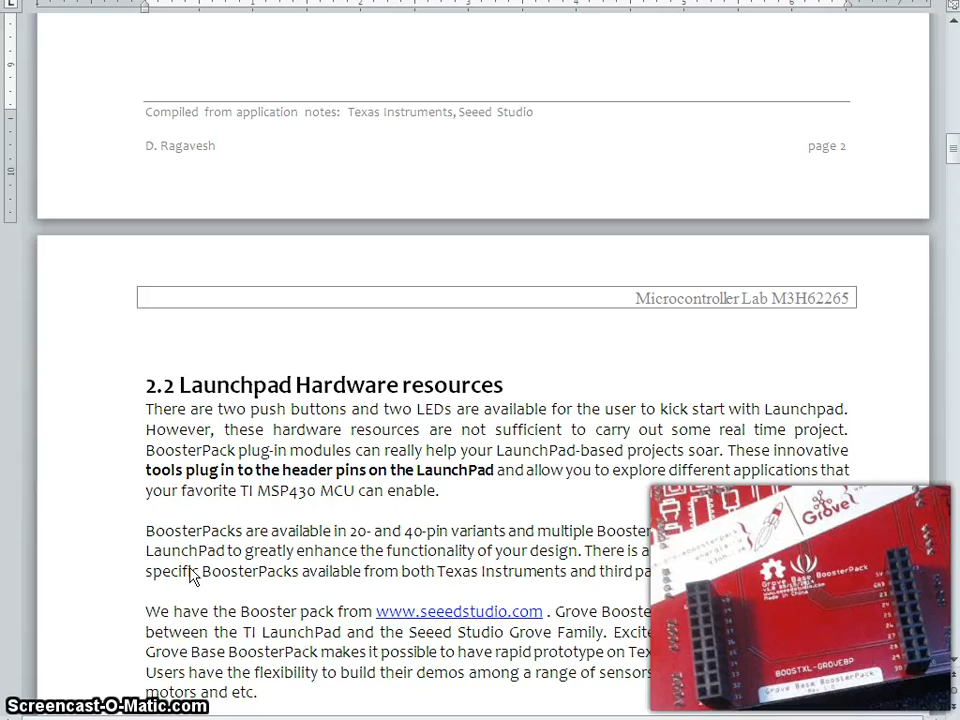 Compiled from application notes: Texas Instruments, Seeed Studio
D. Ragavesh page 2
Microcontroller Lab M3H62265
2.2 Launchpad Hardware resources
There are two push buttons and two LEDs are available for the user to kick start with Launchpad.
However, these hardware resources are not sufficient to carry out some real time project.
BoosterPack plug-in modules can really help your LaunchPad-based projects soar. These innovative
tools plug in to the header pins on the LaunchPad and allow you to explore different applications that
your favorite TI MSP430 MCU can enable.
BoosterPacks are available in 20- and 40-pin variants and multiple Booster
LaunchPad to greatly enhance the functionality of your design. There is a
specific BoosterPacks available from both Texas Instruments and third pa
We have the Booster pack from www.seeedstudio.com . Grove Booste
between the TI LaunchPad and the Seeed Studio Grove Family. Excite
Grove Base BoosterPack makes it possible to have rapid prototype on Tex
Users have the flexibility to build their demos among a range of sensors
motors and etc.
Grove
Grove Base BoosterPack
Made in China
BOOSTXL-GROVEBP
Grove Base BoosterPack
Screencast-O-Matic.com